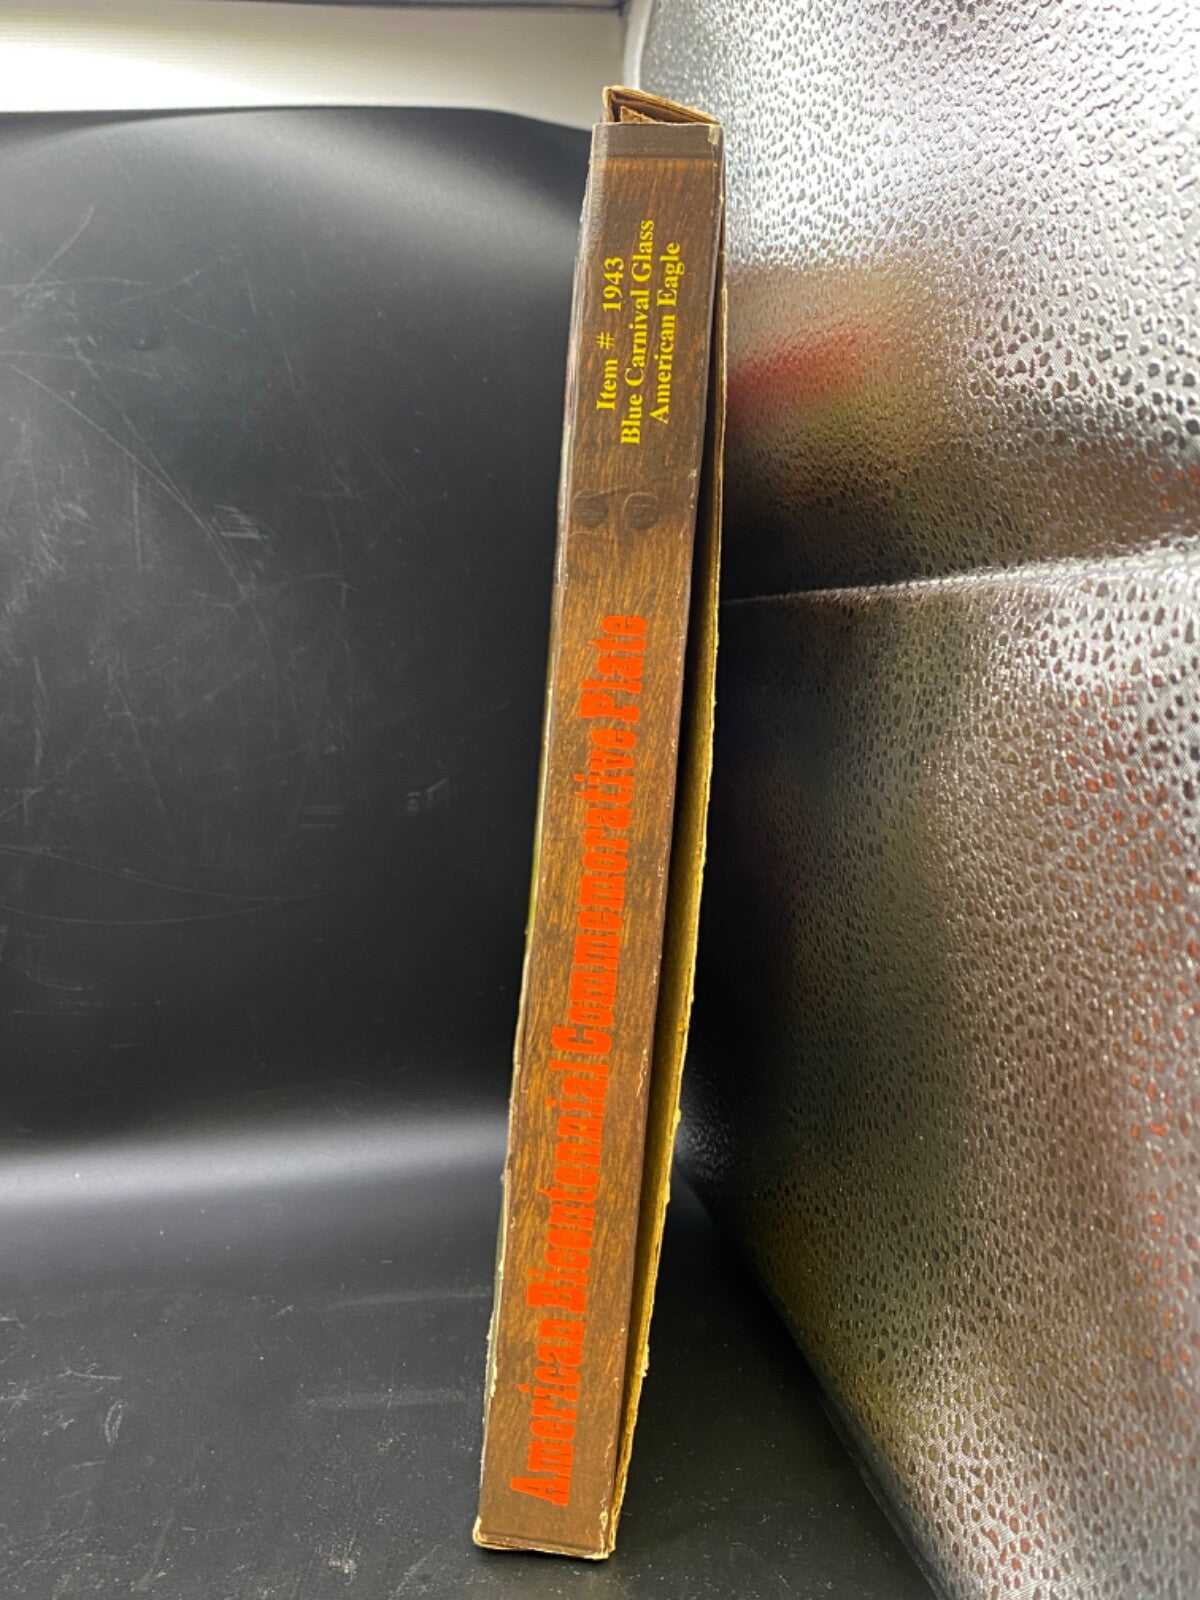 American Bicentennial Commemorative Plate
Item # 1943
Blue Carnival Glass
American Eagle